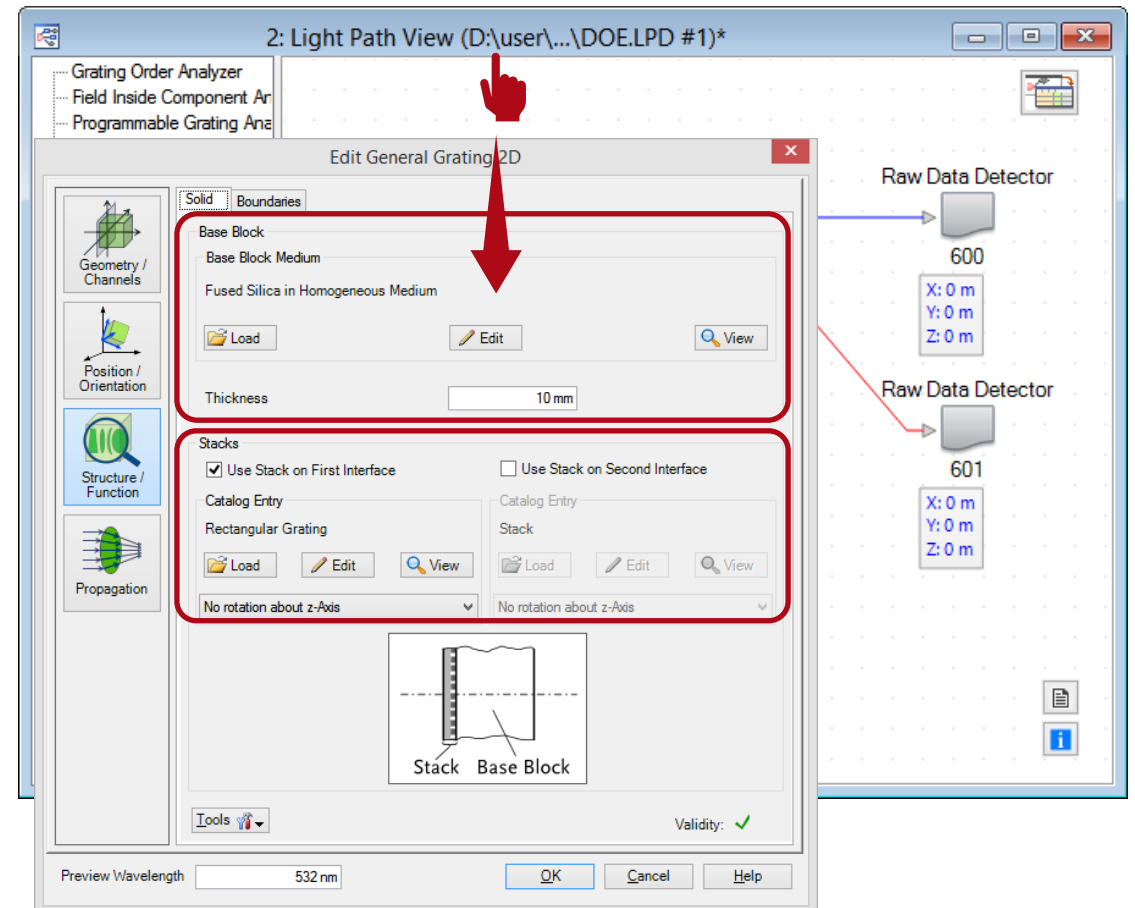 2: Light Path View (D:\user\...\DOE.LPD #1)*
Grating Order Analyzer
Field Inside Component An
Programmable Grating Ana
Edit General Grating 2D
Solid
Boundaries
Geometry /
Channels
Position /
Orientation
Structure /
Function
Propagation
Base Block
Base Block Medium
Fused Silica in Homogeneous Medium
Load
Edit
View
Thickness
10 mm
Stacks
Use Stack on First Interface
Use Stack on Second Interface
Catalog Entry
Catalog Entry
Rectangular Grating
Stack
Load
Edit
View
Load
Edit
View
No rotation about z-Axis
No rotation about z-Axis
Stack
Base Block
Tools
Validity:
Preview Wavelength
532 nm
OK
Cancel
Help
Raw Data Detector
600
X: 0 m
Y: 0 m
Z: 0 m
Raw Data Detector
601
X: 0 m
Y: 0 m
Z: 0 m